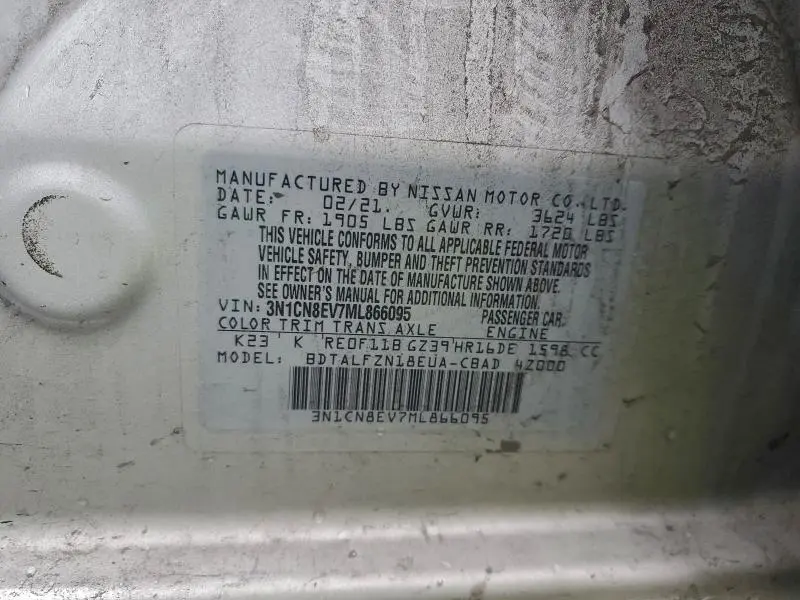 MANUFACTURED BY NISSAN MOTOR CO., LTD.
DATE: 02/21. GVWR: 3624 LBS
GAWR FR: 1905 LBS GAWR RR: 1720 LBS
THIS VEHICLE CONFORMS TO ALL APPLICABLE FEDERAL MOTOR
VEHICLE SAFETY, BUMPER AND THEFT PREVENTION STANDARDS
IN EFFECT ON THE DATE OF MANUFACTURE SHOWN ABOVE.
SEE OWNER'S MANUAL FOR ADDITIONAL INFORMATION.
VIN: 3N1CN8EV7ML866095 PASSENGER CAR.
COLOR TRIM TRANS. AXLE ENGINE
K23 K RE0F11B GZ39 HR16DE 1598 CC
MODEL: BDTALFZN18EUA-CBAD 4Z000
3N1CN8EV7ML866095